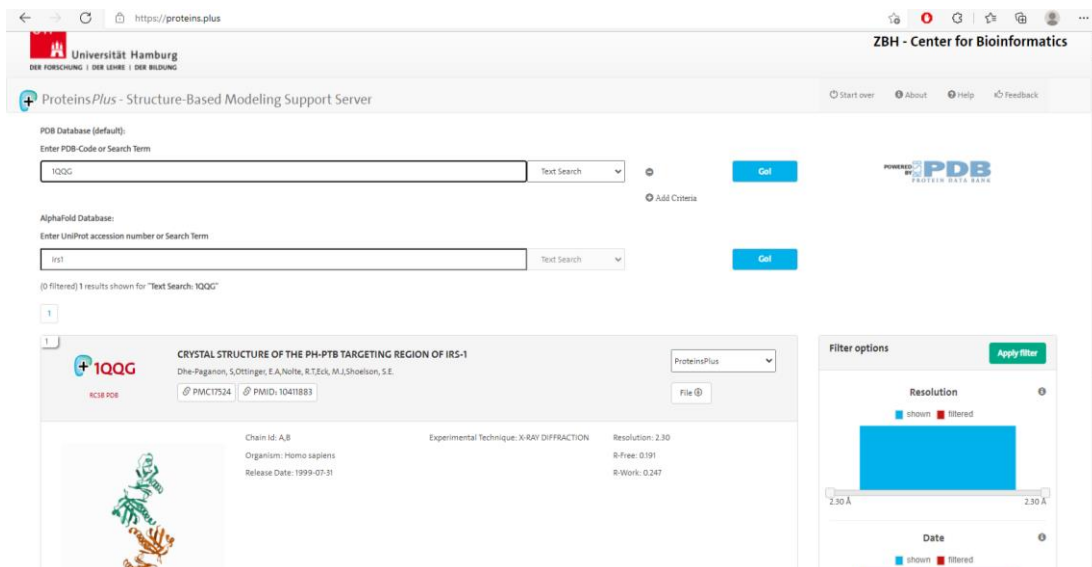 https://proteins.plus
Universität Hamburg
DER FORSCHUNG | DER LEHRE | DER BILDUNG
ZBH - Center for Bioinformatics
ProteinsPlus - Structure-Based Modeling Support Server
Start over About Help Feedback
PDB Database (default):
Enter PDB-Code or Search Term
1QQG Text Search Go!
POWERED BY PDB
PROTEIN DATA BANK
Add Criteria
AlphaFold Database:
Enter UniProt accession number or Search Term
irs1 Text Search Go!
(0 filtered) 1 results shown for "Text Search: 1QQG"
1
1
1QQG
RCSB PDB
CRYSTAL STRUCTURE OF THE PH-PTB TARGETING REGION OF IRS-1
Dhe-Paganon, S,Ottinger, E.A,Nolte, R.T,Eck, M.J,Shoelson, S.E.
PMC17524 PMID: 10411883
ProteinsPlus
File
Chain Id: A,B Experimental Technique: X-RAY DIFFRACTION Resolution: 2.30
Organism: Homo sapiens R-Free: 0.191
Release Date: 1999-07-31 R-Work: 0.247
Filter options Apply filter
Resolution
shown filtered
2.30 Å 2.30 Å
Date
shown filtered